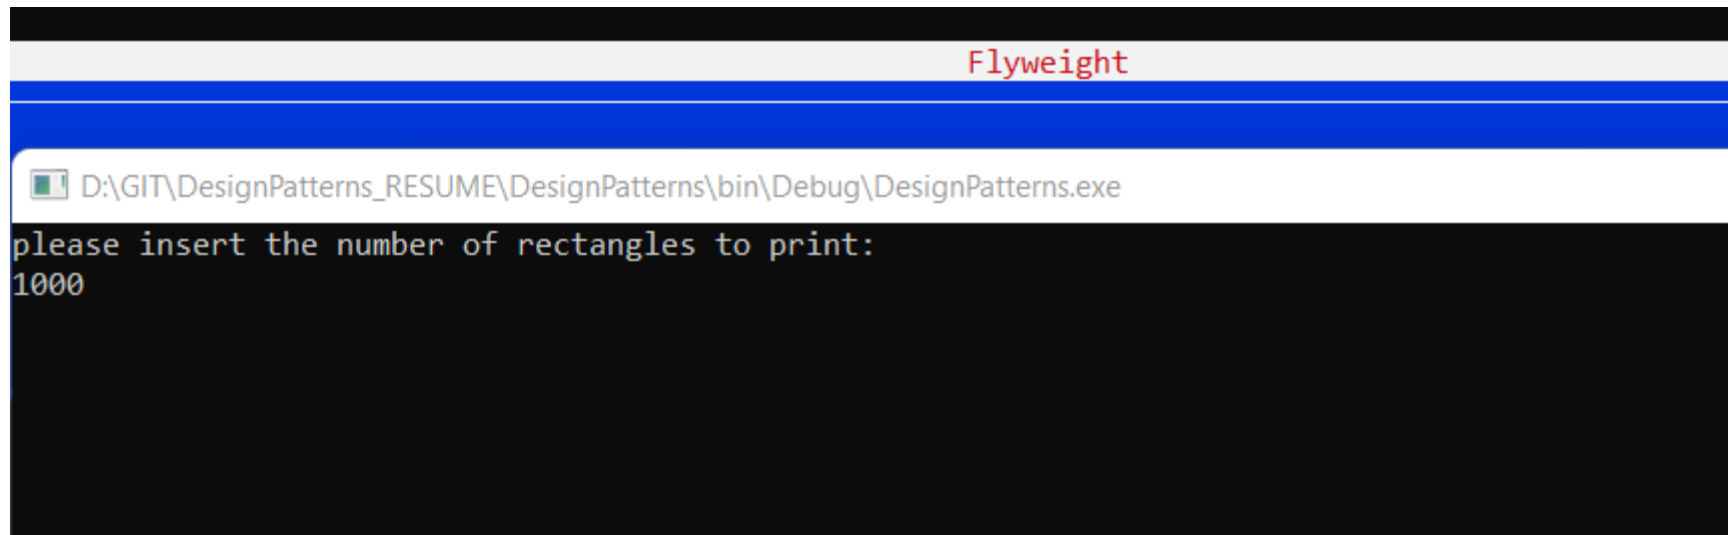 Flyweight
D:\GIT\DesignPatterns_RESUME\DesignPatterns\bin\Debug\DesignPatterns.exe
please insert the number of rectangles to print:
1000